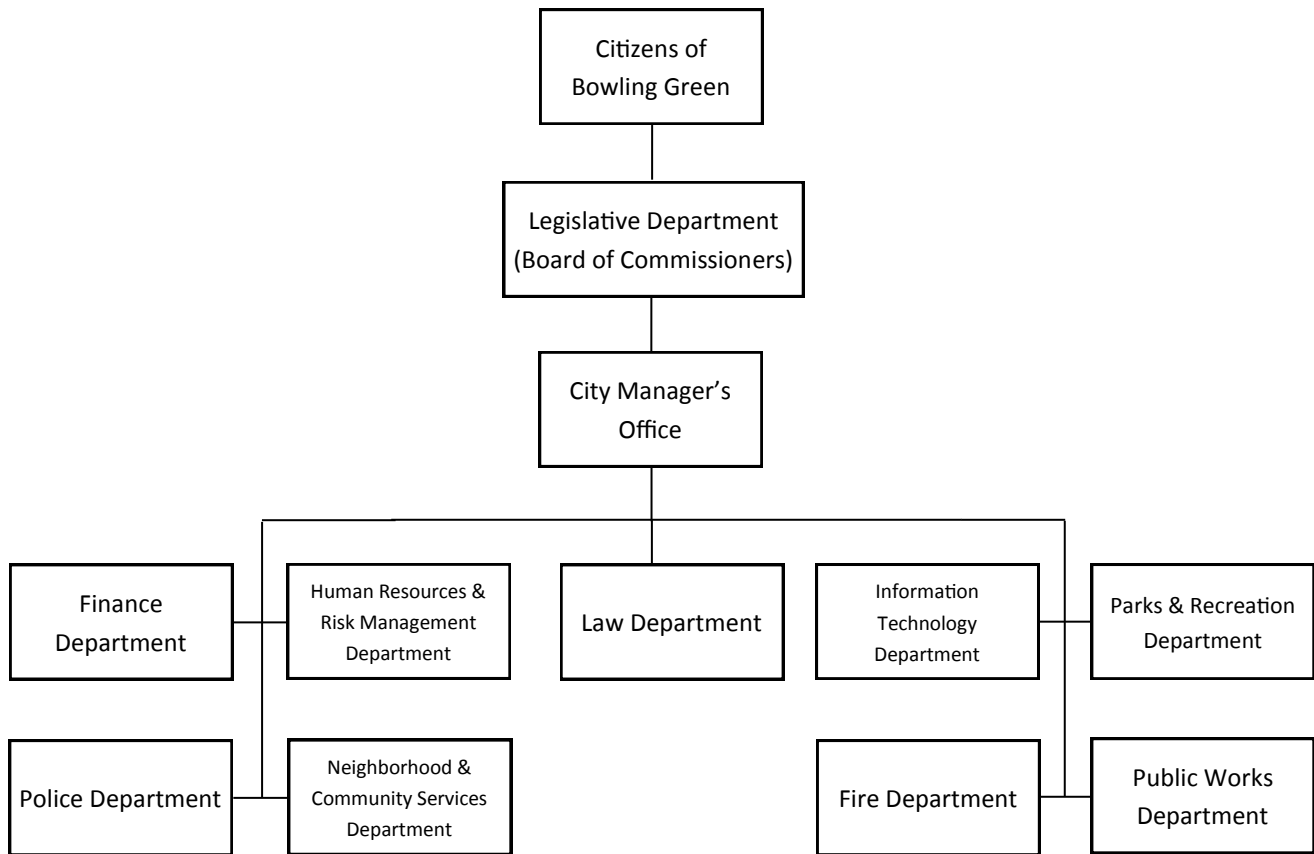 Citizens of
Bowling Green
Legislative Department
(Board of Commissioners)
City Manager’s
Office
Finance
Department
Human Resources &
Risk Management
Department
Law Department
Information
Technology
Department
Parks & Recreation
Department
Police Department
Neighborhood &
Community Services
Department
Fire Department
Public Works
Department